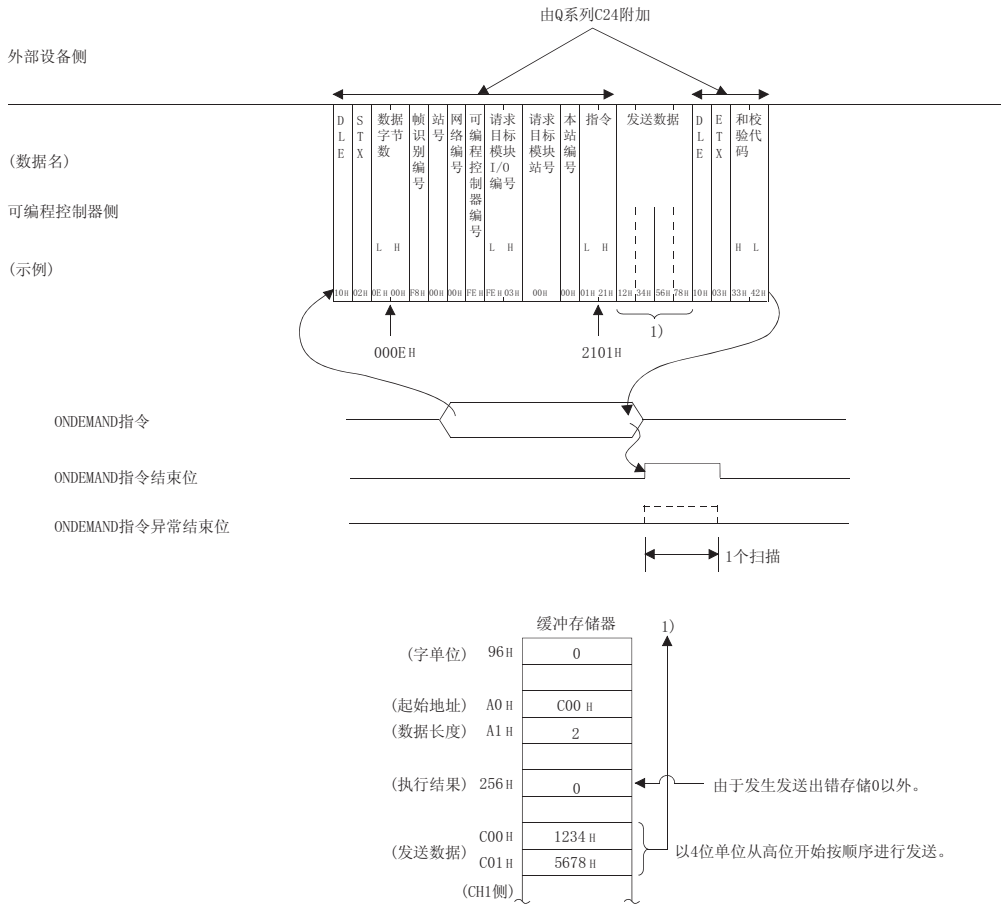 由Q系列C24附加
外部设备侧
(数据名)
DLE
STX
数据字节数
帧识别编号
站号
网络编号
可编程控制器编号
请求目标模块I/O编号
请求目标模块站号
本站编号
指令
发送数据
DLE
ETX
和校验代码
可编程控制器侧
L H L H L H H L
(示例)
10H 02H 0EH 00H F8H 00H 00H FEH FEH 03H 00H 00H 01H 21H 12H 34H 56H 78H 10H 03H 33H 42H
000EH 2101H 1)
ONDEMAND指令
ONDEMAND指令结束位
ONDEMAND指令异常结束位
1个扫描
缓冲存储器 1)
(字单位) 96H 0
(起始地址) A0H C00H
(数据长度) A1H 2
(执行结果) 256H 0 由于发生发送出错存储0以外。
(发送数据)
C00H 1234H
C01H 5678H
以4位单位从高位开始按顺序进行发送。
(CH1侧)